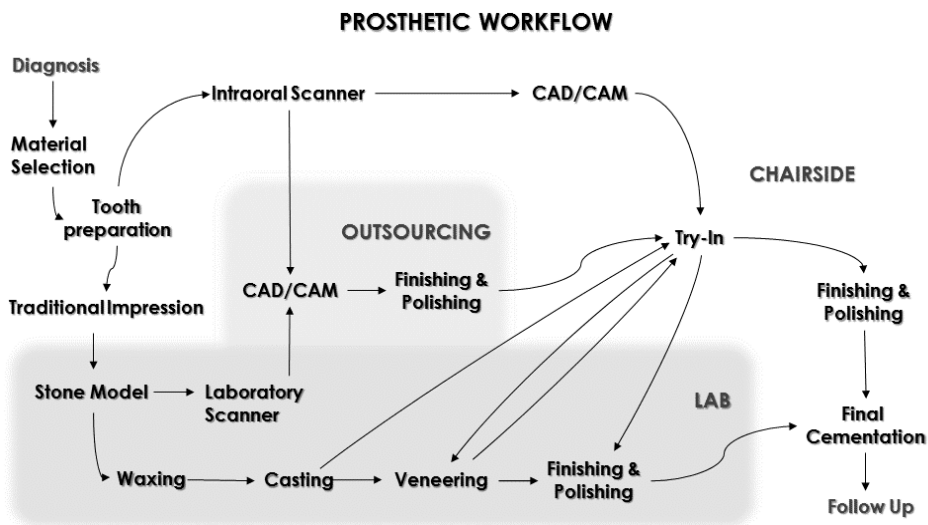 PROSTHETIC WORKFLOW
Diagnosis
Intraoral Scanner
CAD/CAM
Material
Selection
CHAIRSIDE
Tooth
preparation
OUTSOURCING
Try-In
CAD/CAM
Finishing &
Polishing
Finishing &
Polishing
Traditional Impression
Stone Model
Laboratory
Scanner
LAB
Final
Cementation
Waxing
Casting
Veneering
Finishing &
Polishing
Follow Up